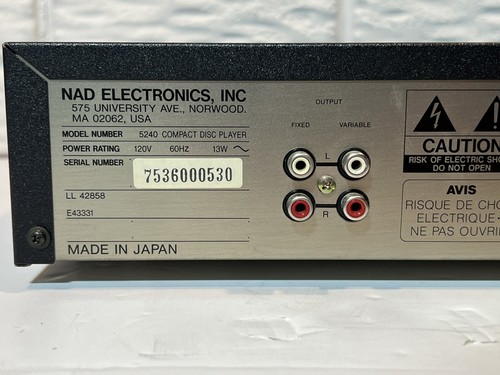 NAD ELECTRONICS, INC
575 UNIVERSITY AVE., NORWOOD.
MA 02062, USA
MODEL NUMBER 5240 COMPACT DISC PLAYER
POWER RATING 120V 60HZ 13W
SERIAL NUMBER 7536000530
LL 42858
E43331
MADE IN JAPAN
OUTPUT
FIXED VARIABLE
L
R
CAUTION
RISK OF ELECTRIC SHO
DO NOT OPEN
AVIS
RISQUE DE CHO
ELECTRIQUE
NE PAS OUVRI